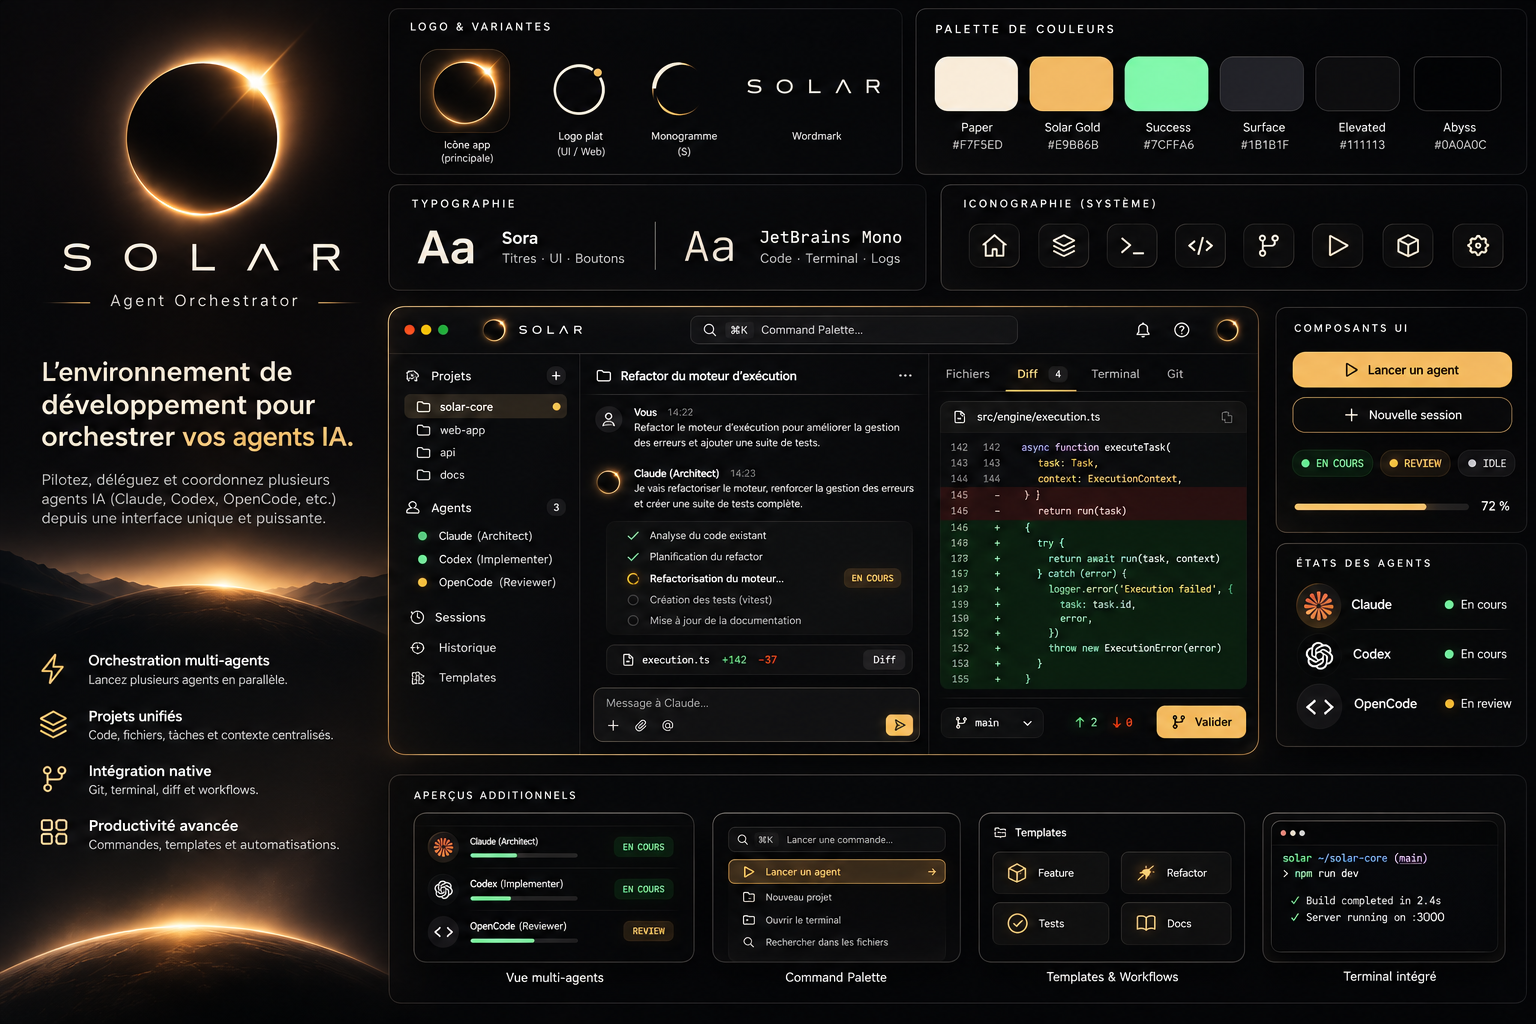 SOLAR
Agent Orchestrator
L'environnement de
développement pour
orchestrer vos agents IA.
Pilotez, déléguez et coordonnez plusieurs
agents IA (Claude, Codex, OpenCode, etc.)
depuis une interface unique et puissante.
Orchestration multi-agents
Lancez plusieurs agents en parallèle.
Projets unifiés
Code, fichiers, tâches et contexte centralisés.
Intégration native
Git, terminal, diff et workflows.
Productivité avancée
Commandes, templates et automatisations.
LOGO & VARIANTES
Icône app
(principale)
Logo plat
(UI / Web)
Monogramme
(S)
SOLAR
Wordmark
PALETTE DE COULEURS
Paper
#F7F5ED
Solar Gold
#E9B86B
Success
#7CFFA6
Surface
#1B1B1F
Elevated
#111113
Abyss
#0A0A0C
TYPOGRAPHIE
Aa
Sora
Titres · UI · Boutons
Aa
JetBrains Mono
Code · Terminal · Logs
ICONOGRAPHIE (SYSTÈME)
SOLAR
⌘K Command Palette...
Projets
solar-core
web-app
api
docs
Agents 3
Claude (Architect)
Codex (Implementer)
OpenCode (Reviewer)
Sessions
Historique
Templates
Refactor du moteur d'exécution
Vous 14:22
Refactor le moteur d'exécution pour améliorer la gestion
des erreurs et ajouter une suite de tests.
Claude (Architect) 14:23
Je vais refactoriser le moteur, renforcer la gestion des erreurs
et créer une suite de tests complète.
Analyse du code existant
Planification du refactor
Refactorisation du moteur... EN COURS
Création des tests (vitest)
Mise à jour de la documentation
execution.ts +142 -37 Diff
Message à Claude...
Fichiers Diff 4 Terminal Git
src/engine/execution.ts
142 142 async function executeTask(
143 143 task: Task,
144 144 context: ExecutionContext,
145 - } }
145 - return run(task)
146 + {
148 + try {
+ return await run(task, context)
+ } catch (error) {
+ logger.error('Execution failed', {
+ task: task.id,
+ error,
152 + })
152 + throw new ExecutionError(error)
+ }
155 + }
main ↑ 2 ↓ 0 Valider
COMPOSANTS UI
Lancer un agent
Nouvelle session
EN COURS REVIEW IDLE
72 %
ÉTATS DES AGENTS
Claude En cours
Codex En cours
OpenCode En review
APERÇUS ADDITIONNELS
Claude (Architect) EN COURS
Codex (Implementer) EN COURS
OpenCode (Reviewer) REVIEW
Vue multi-agents
⌘K Lancer une commande...
Lancer un agent →
Nouveau projet
Ouvrir le terminal
Rechercher dans les fichiers
Command Palette
Templates
Feature
Refactor
Tests
Docs
Templates & Workflows
solar ~/solar-core (main)
> npm run dev
✓ Build completed in 2.4s
✓ Server running on :3000
Terminal intégré